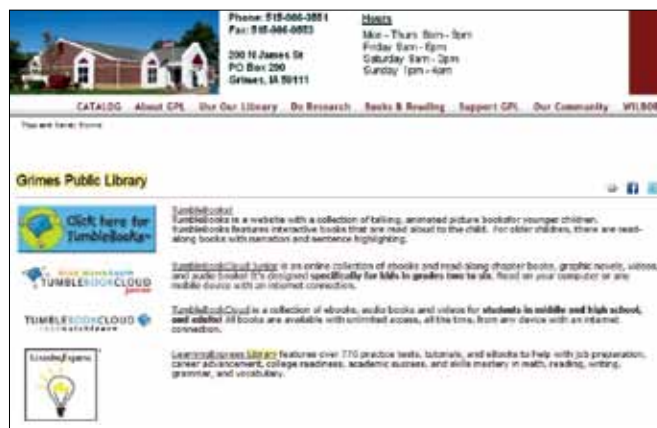 Phone: 515-986-3551
Fax: 515-986-9553
200 N James St
PO Box 290
Grimes, IA 50111
Hours
Mon - Thurs 9am - 8pm
Friday 9am - 6pm
Saturday 9am - 3pm
Sunday 1pm - 4pm
CATALOG About GPL Use Our Library Do Research Books & Reading Support GPL Our Community
You are here: Home
Grimes Public Library
Click here for
TumbleBooks
TumbleBooks!
TumbleBooks is a website with a collection of talking, animated picture books for younger children.
TumbleBooks features interactive books that are read aloud to the child. For older children, there are read-
along books with narration and sentence highlighting.
TUMBLEBOOKCLOUD
junior
TumbleBookCloud Junior is an online collection of ebooks and read-along chapter books, graphic novels, videos,
and audio books! It's designed specifically for kids in grades two to six. Read on your computer or any
mobile device with an internet connection.
TUMBLEBOOKCLOUD
TumbleBookCloud is a collection of ebooks, audio books and videos for students in middle and high school,
and adults! All books are available with unlimited access, all the time, from any device with an internet
connection.
LearningExpress
LearningExpress Library features over 770 practice tests, tutorials, and eBooks to help with job preparation,
career advancement, college readiness, academic success, and skills mastery in math, reading, writing,
grammar, and vocabulary.